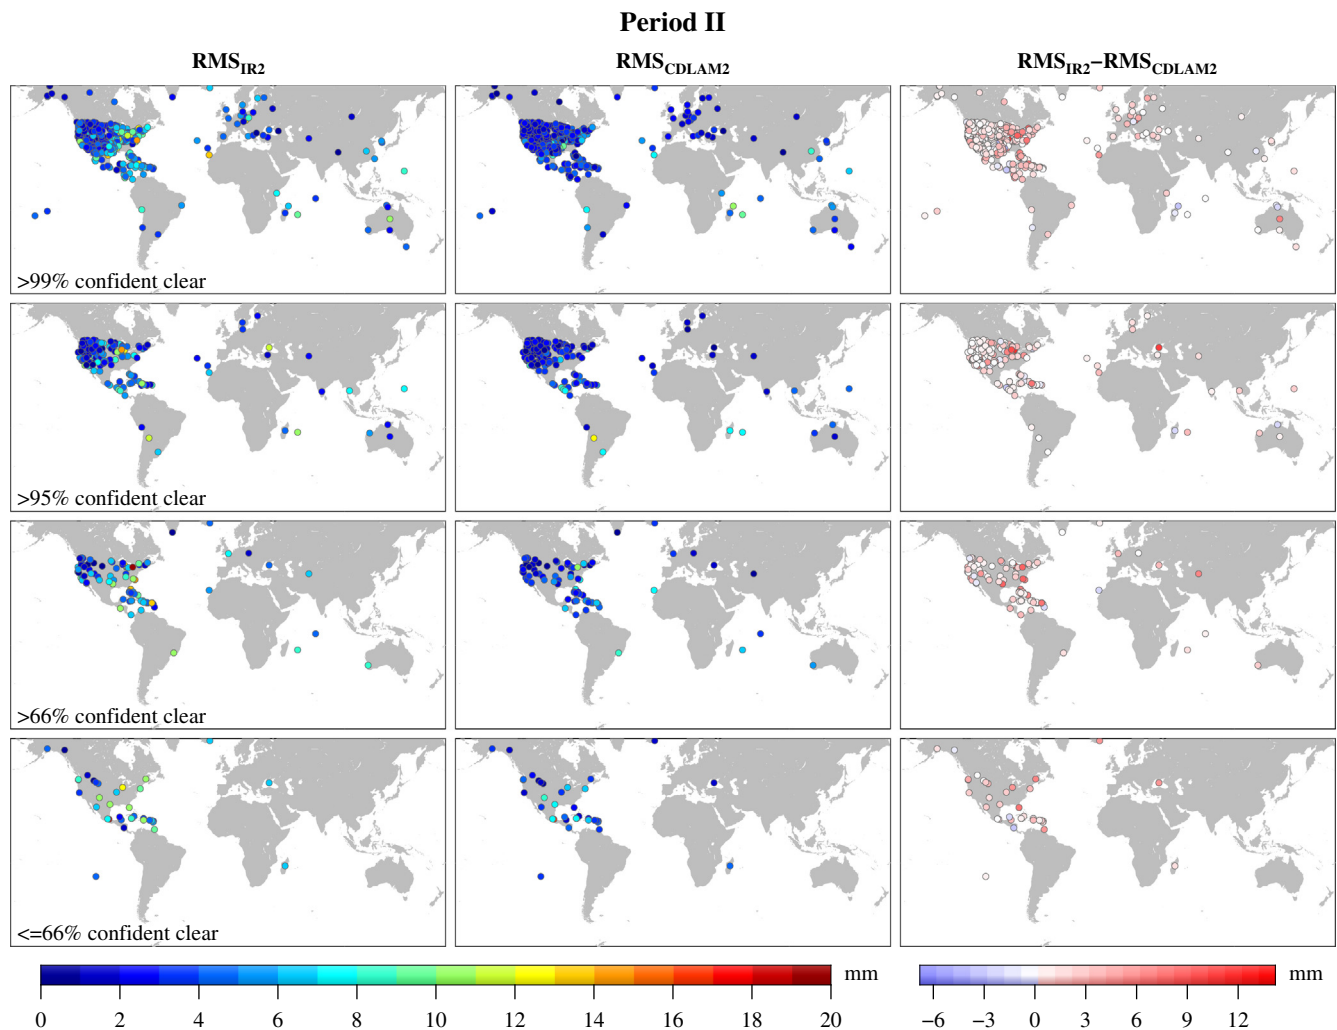 Period II
RMS_IR2 RMS_CDLAM2 RMS_IR2−RMS_CDLAM2
>99% confident clear
>95% confident clear
>66% confident clear
<=66% confident clear
mm mm
0 2 4 6 8 10 12 14 16 18 20 −6 −3 0 3 6 9 12